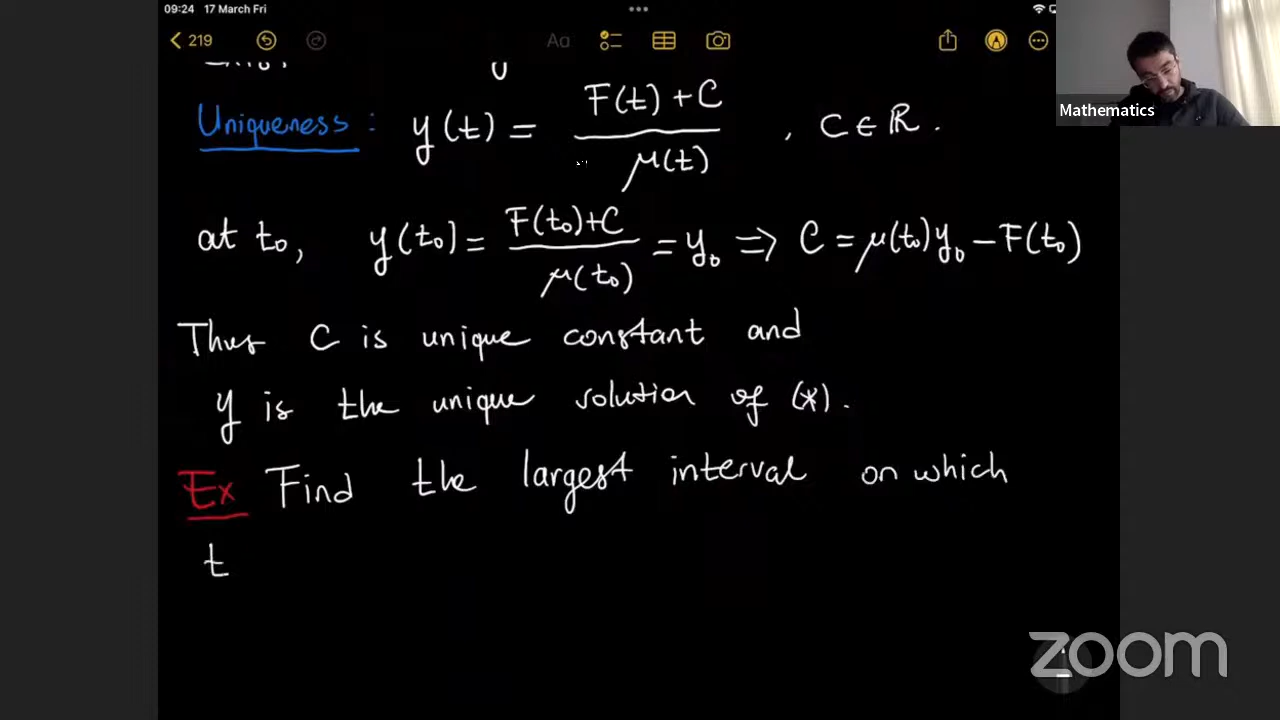 09:24 17 March Fri
219
Aa
Mathematics
Uniqueness : y(t) = F(t) + C / μ(t) , C ∈ ℝ .
at t₀, y(t₀) = F(t₀)+C / μ(t₀) = y₀ ⇒ C = μ(t₀)y₀ − F(t₀)
Thus C is unique constant and
y is the unique solution of (*).
Ex Find the largest interval on which
t
zoom